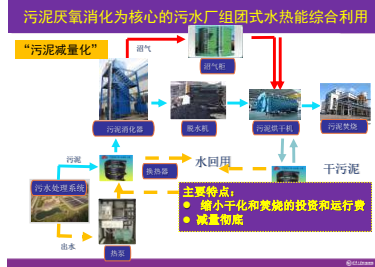 污泥厌氧消化为核心的污水厂组团式水热能综合利用
“污泥减量化”
沼气
沼气柜
污泥消化器
脱水机
污泥烘干机
污泥焚烧
污泥
换热器
水回用
干污泥
污水处理系统
出水
热泵
主要特点:
缩小干化和焚烧的投资和运行费
减量彻底